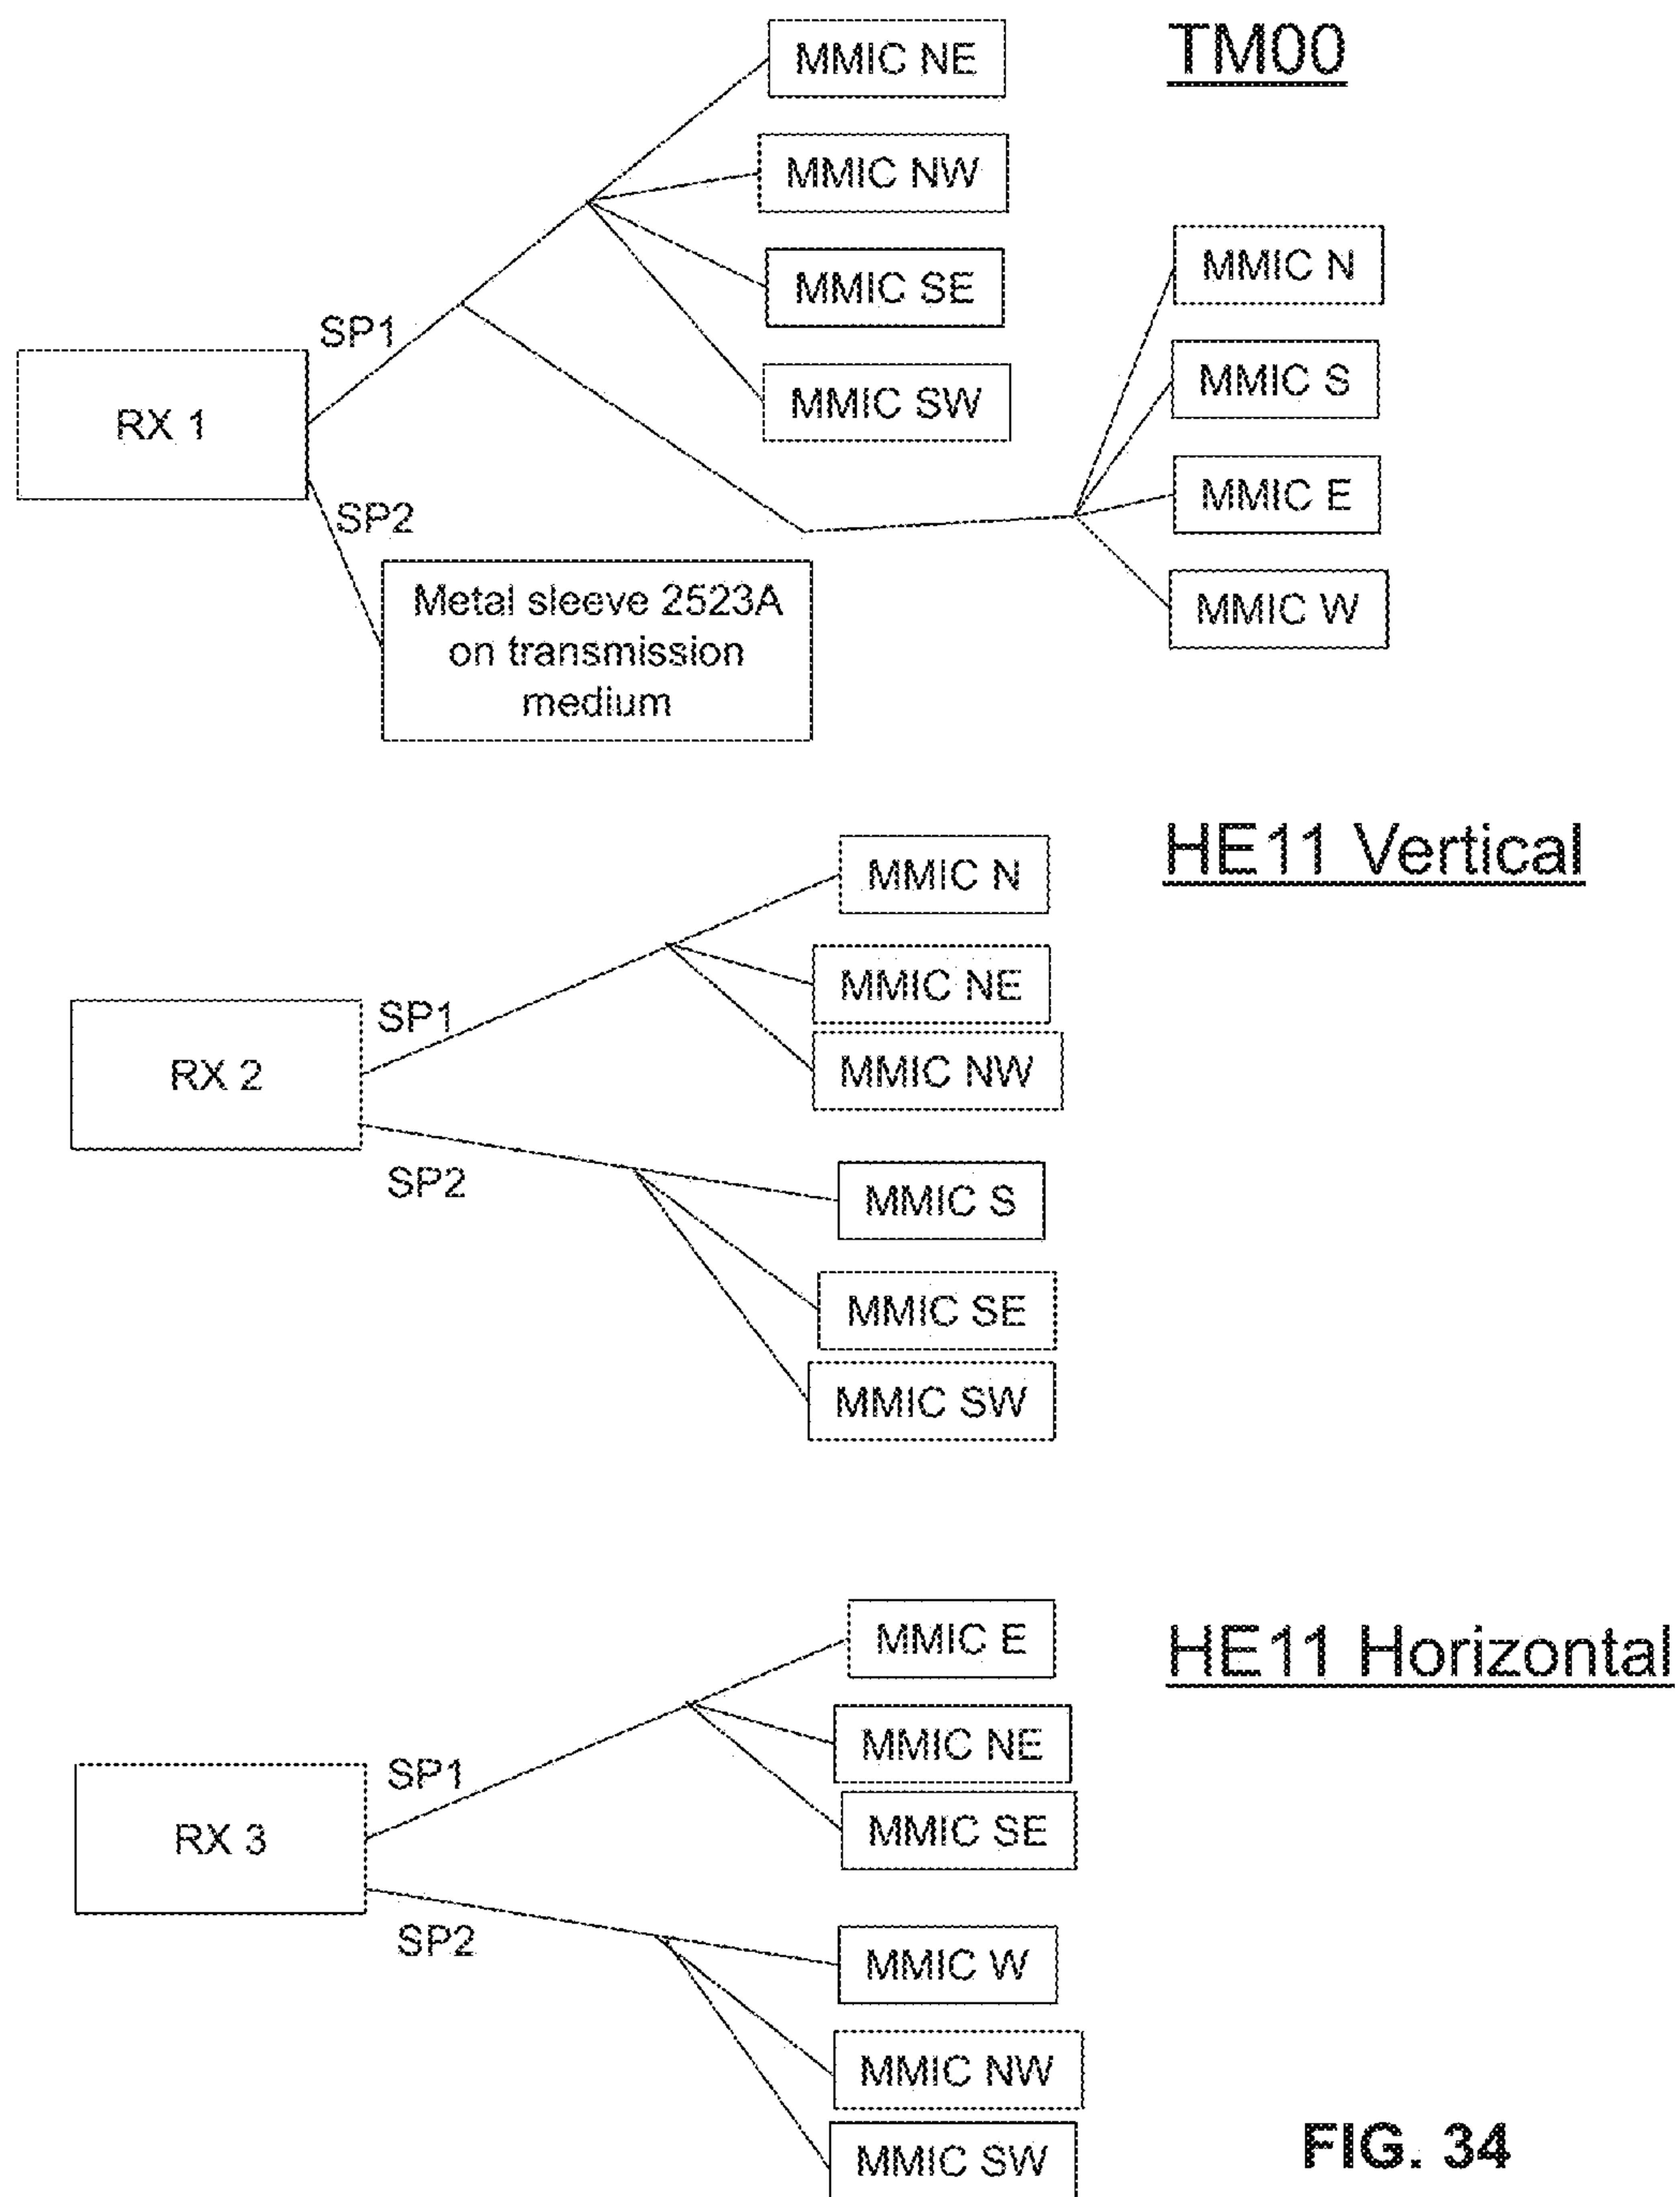 TM00
MMIC NE
MMIC NW
MMIC SE
MMIC SW
MMIC N
MMIC S
MMIC E
MMIC W
SP1
RX 1
SP2
Metal sleeve 2523A
on transmission
medium
HE11 Vertical
MMIC N
MMIC NE
MMIC NW
SP1
RX 2
SP2
MMIC S
MMIC SE
MMIC SW
HE11 Horizontal
MMIC E
MMIC NE
MMIC SE
SP1
RX 3
SP2
MMIC W
MMIC NW
MMIC SW
FIG. 34